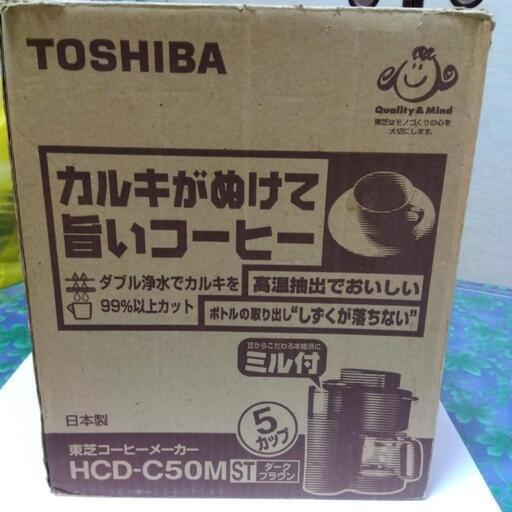 TOSHIBA
Quality & Mind
東芝はモノづくりの心を
大切にします。
カルキがぬけて
旨いコーヒー
ダブル浄水でカルキを
99%以上カット
高温抽出でおいしい
ボトルの取り出し“しずくが落ちない”
豆からこだわる本格派に
ミル付
日本製
5
カップ
東芝コーヒーメーカー
HCD-C50M ST ダーク
ブラウン